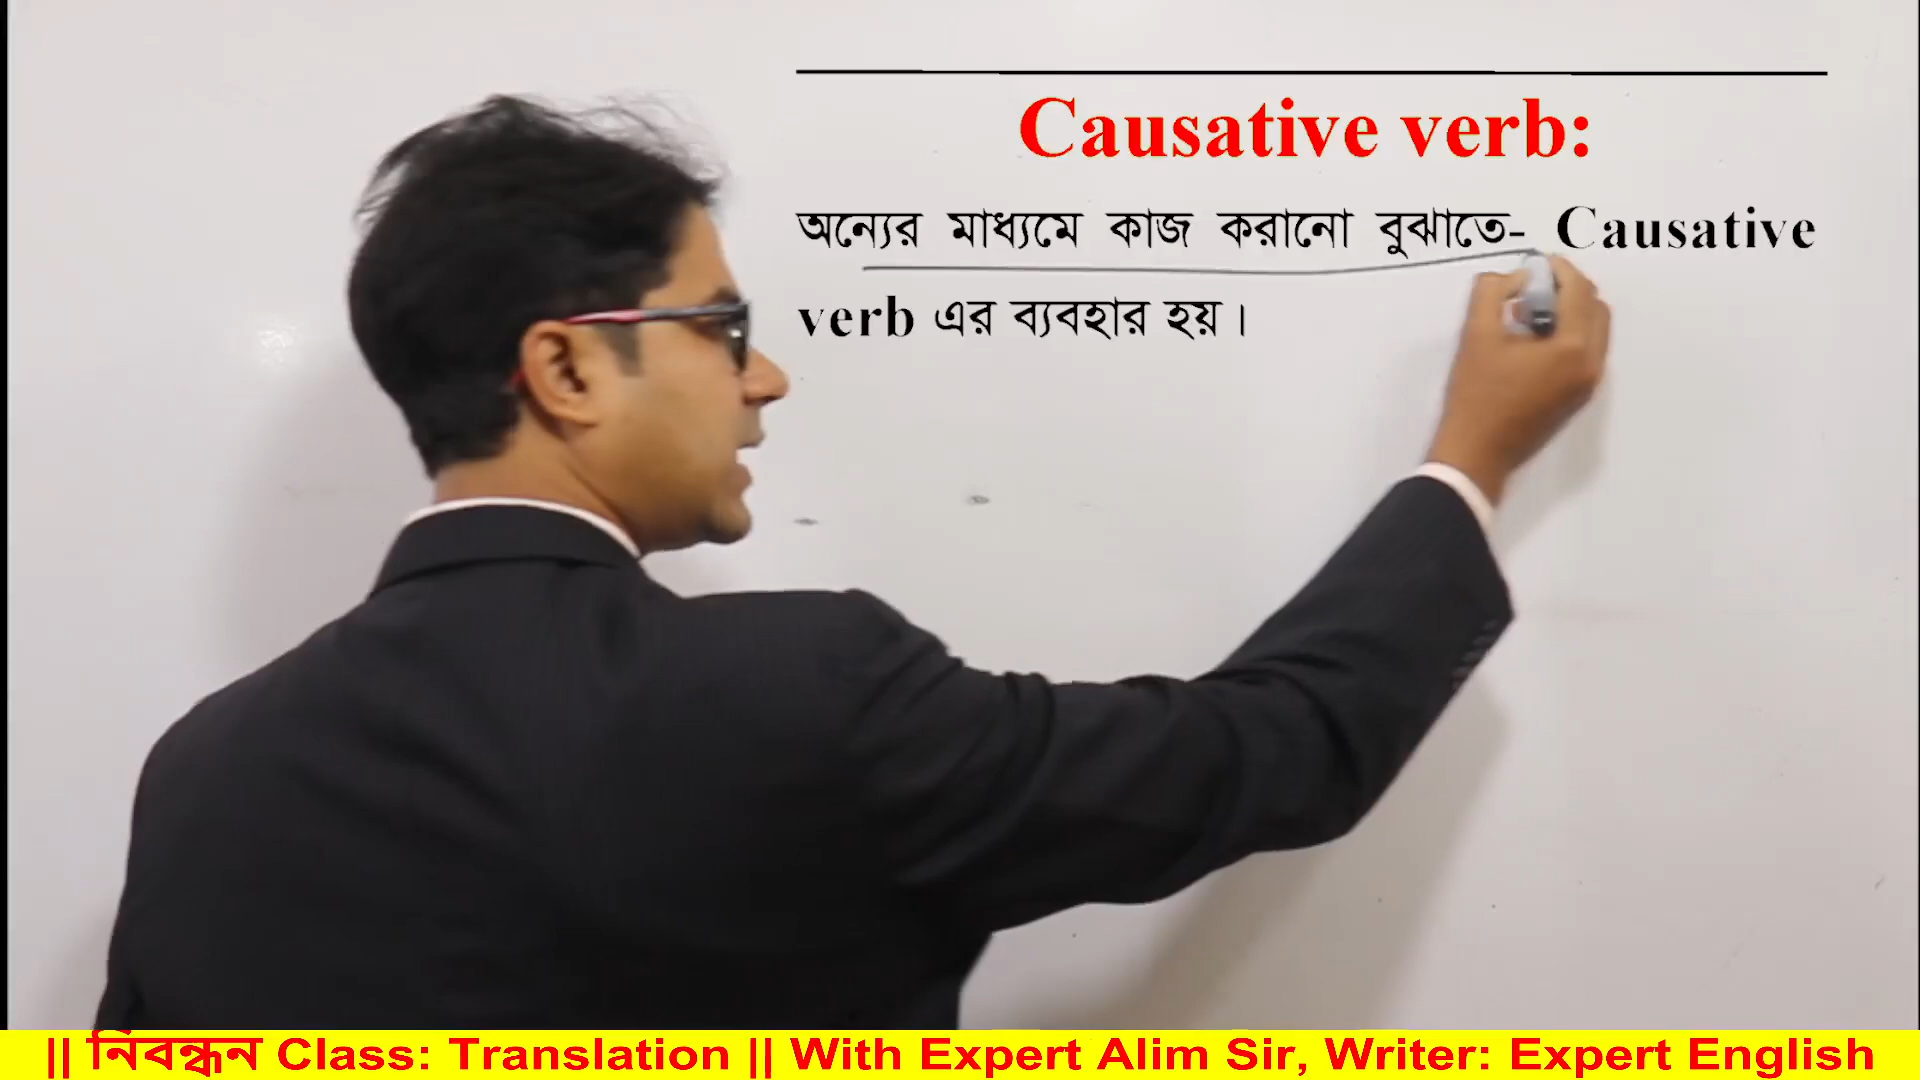 Causative verb:
অন্যের মাধ্যমে কাজ করানো বুঝাতে- Causative
verb এর ব্যবহার হয়।
|| নিবন্ধন Class: Translation || With Expert Alim Sir, Writer: Expert English